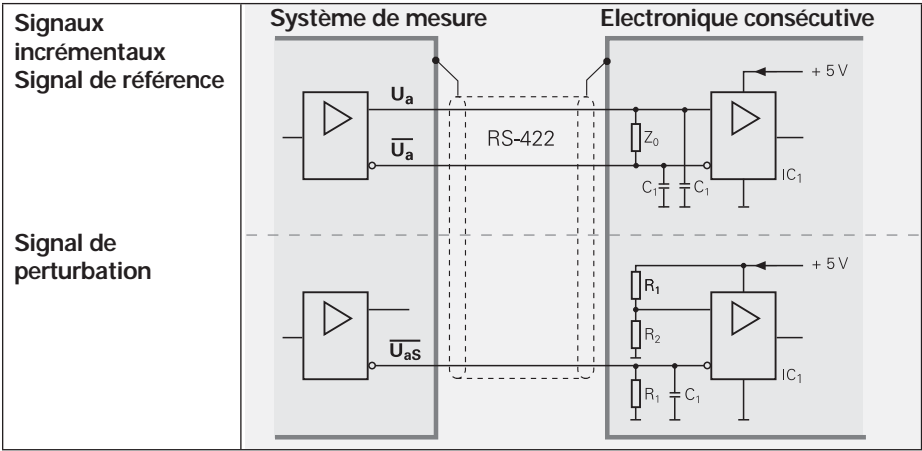 Signaux
incrémentaux
Signal de référence
Système de mesure
Electronique consécutive
+ 5 V
Ua
RS-422
Z0
Ua
IC1
C1
C1
Signal de
perturbation
+ 5 V
R1
R2
UaS
IC1
R1
C1